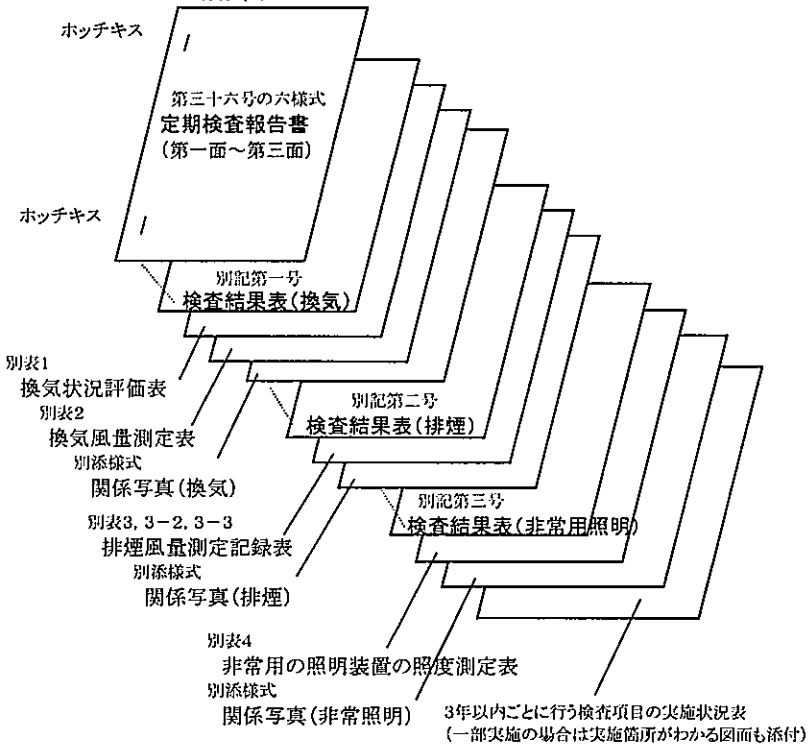 ホッチキス
第三十六号の六様式
定期検査報告書
(第一面～第三面)
ホッチキス
別記第一号
検査結果表(換気)
別表1
換気状況評価表
別表2
換気風量測定表
別添様式
関係写真(換気)
別記第二号
検査結果表(排煙)
別表3, 3－2, 3－3
排煙風量測定記録表
別添様式
関係写真(排煙)
別記第三号
検査結果表(非常用照明)
別表4
非常用の照明装置の照度測定表
別添様式
関係写真(非常照明)
3年以内ごとに行う検査項目の実施状況表
(一部実施の場合は実施箇所がわかる図面も添付)